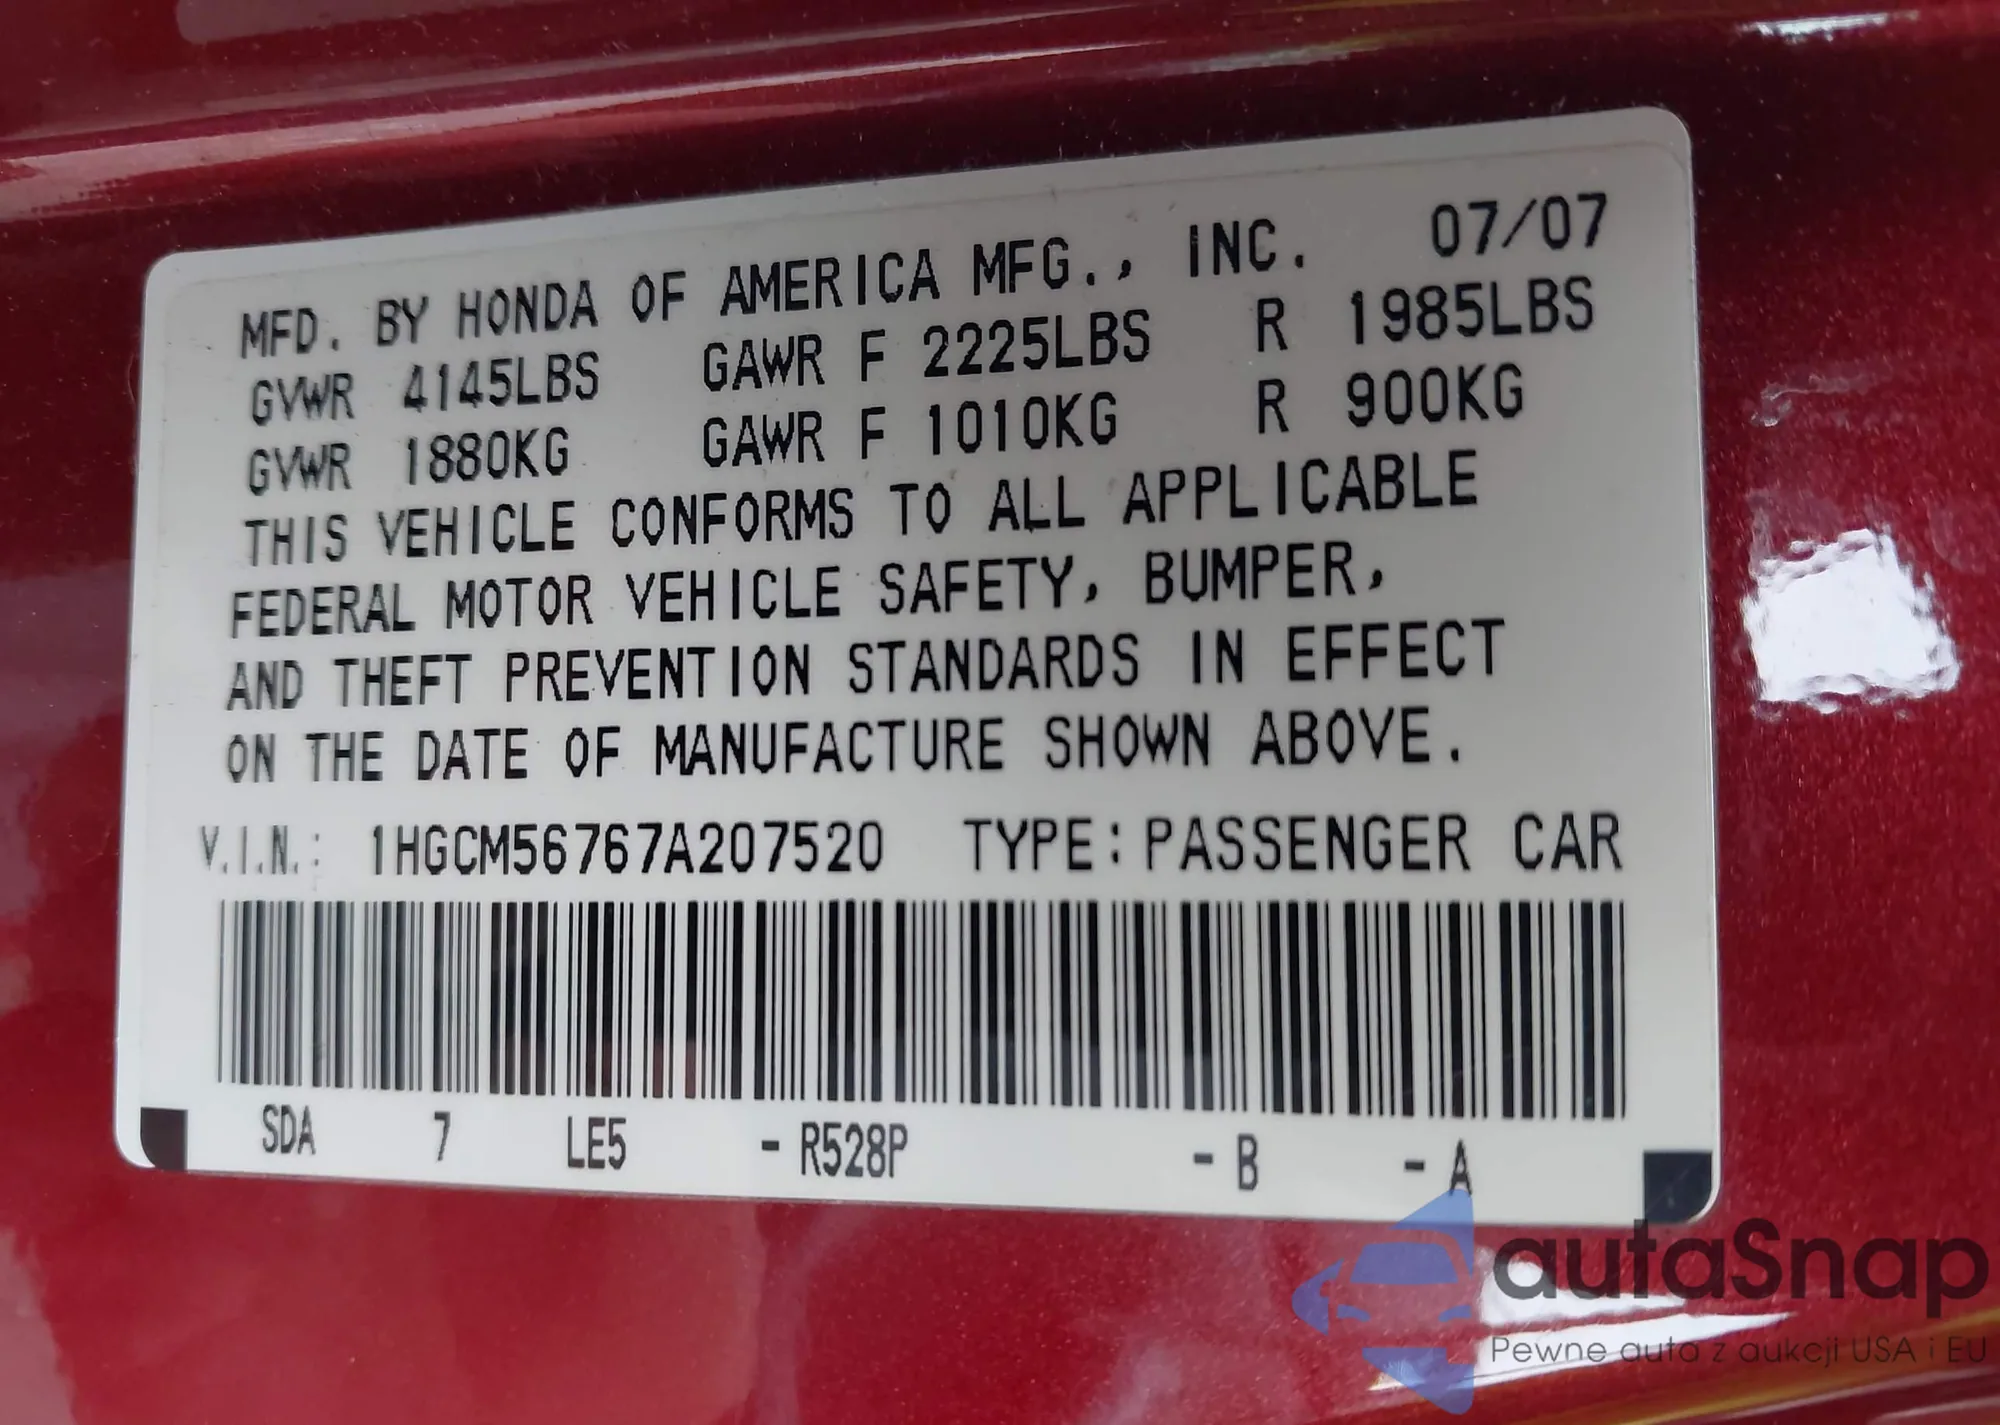 MFD. BY HONDA OF AMERICA MFG., INC. 07/07
GVWR 4145LBS GAWR F 2225LBS R 1985LBS
GVWR 1880KG GAWR F 1010KG R 900KG
THIS VEHICLE CONFORMS TO ALL APPLICABLE
FEDERAL MOTOR VEHICLE SAFETY, BUMPER,
AND THEFT PREVENTION STANDARDS IN EFFECT
ON THE DATE OF MANUFACTURE SHOWN ABOVE.
V.I.N.: 1HGCM56767A207520 TYPE: PASSENGER CAR
SDA 7 LE5 - R528P - B - A
autaSnap
Pewne auta z aukcji USA i EU